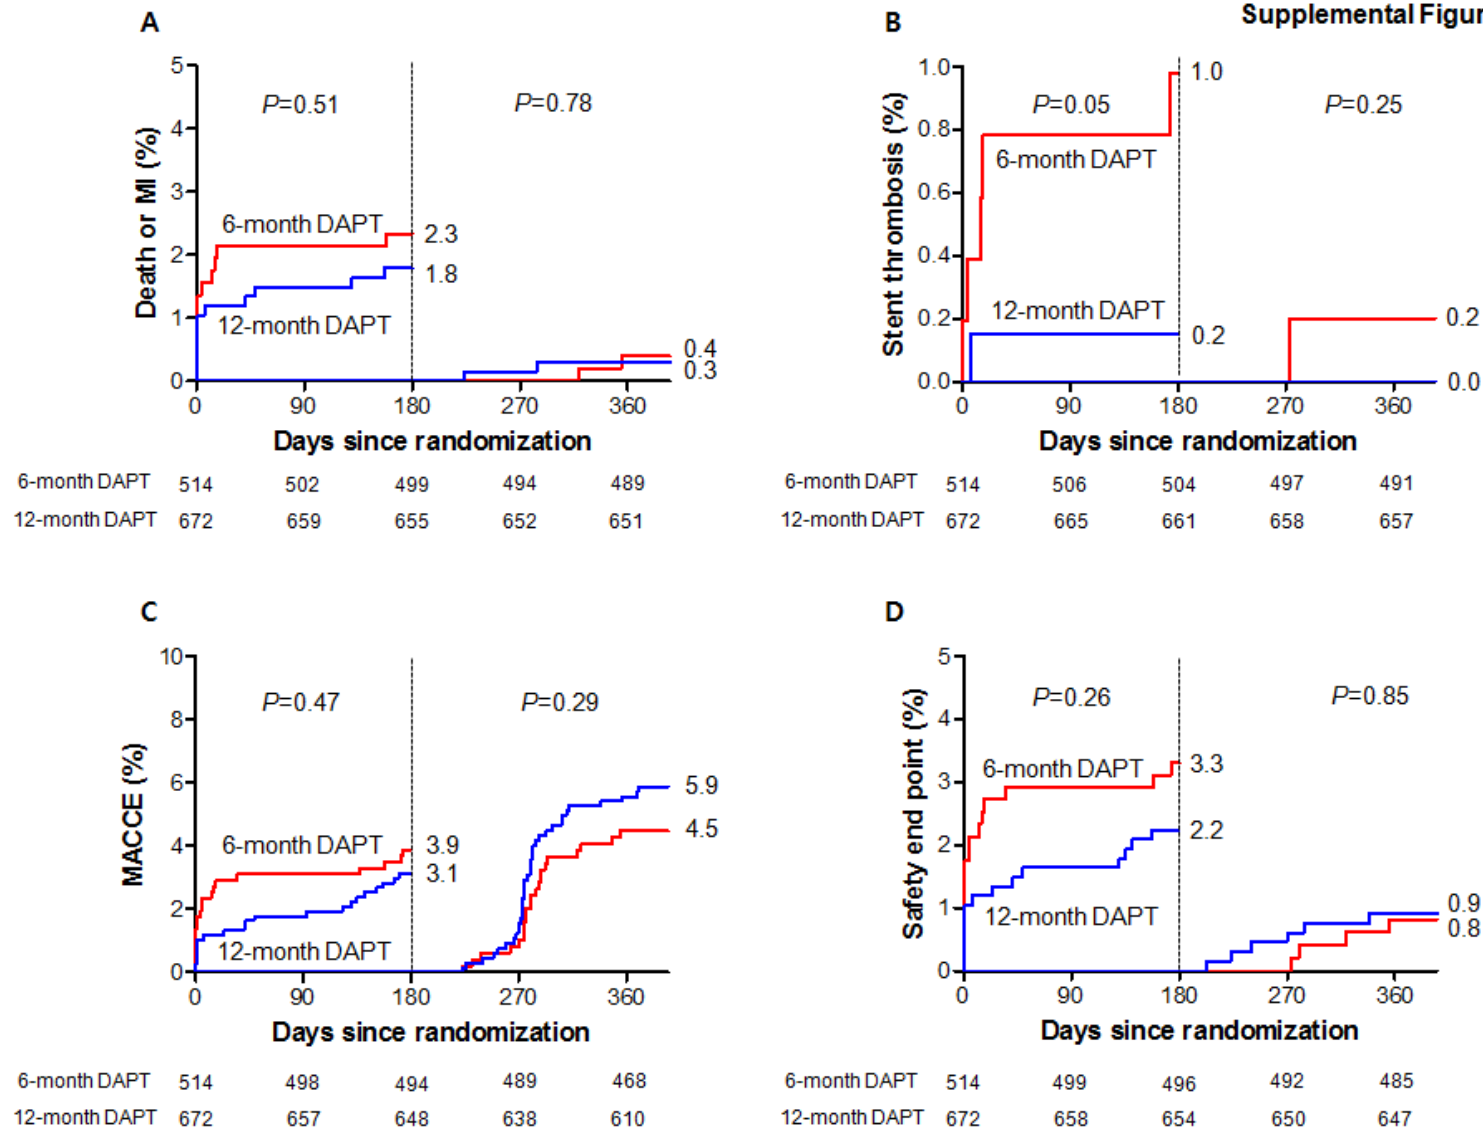 Supplemental Figur
A
5
4
3
2
1
0
Death or MI (%)
P=0.51
P=0.78
6-month DAPT
2.3
1.8
12-month DAPT
0.4
0.3
0 90 180 270 360
Days since randomization
6-month DAPT 514 502 499 494 489
12-month DAPT 672 659 655 652 651
B
1.0
0.8
0.6
0.4
0.2
0.0
Stent thrombosis (%)
P=0.05
P=0.25
1.0
6-month DAPT
12-month DAPT
0.2
0.2
0.0
0 90 180 270 360
Days since randomization
6-month DAPT 514 506 504 497 491
12-month DAPT 672 665 661 658 657
C
10
8
6
4
2
0
MACCE (%)
P=0.47
P=0.29
6-month DAPT
3.9
3.1
12-month DAPT
5.9
4.5
0 90 180 270 360
Days since randomization
6-month DAPT 514 498 494 489 468
12-month DAPT 672 657 648 638 610
D
5
4
3
2
1
0
Safety end point (%)
P=0.26
P=0.85
6-month DAPT
3.3
2.2
12-month DAPT
0.9
0.8
0 90 180 270 360
Days since randomization
6-month DAPT 514 499 496 492 485
12-month DAPT 672 658 654 650 647